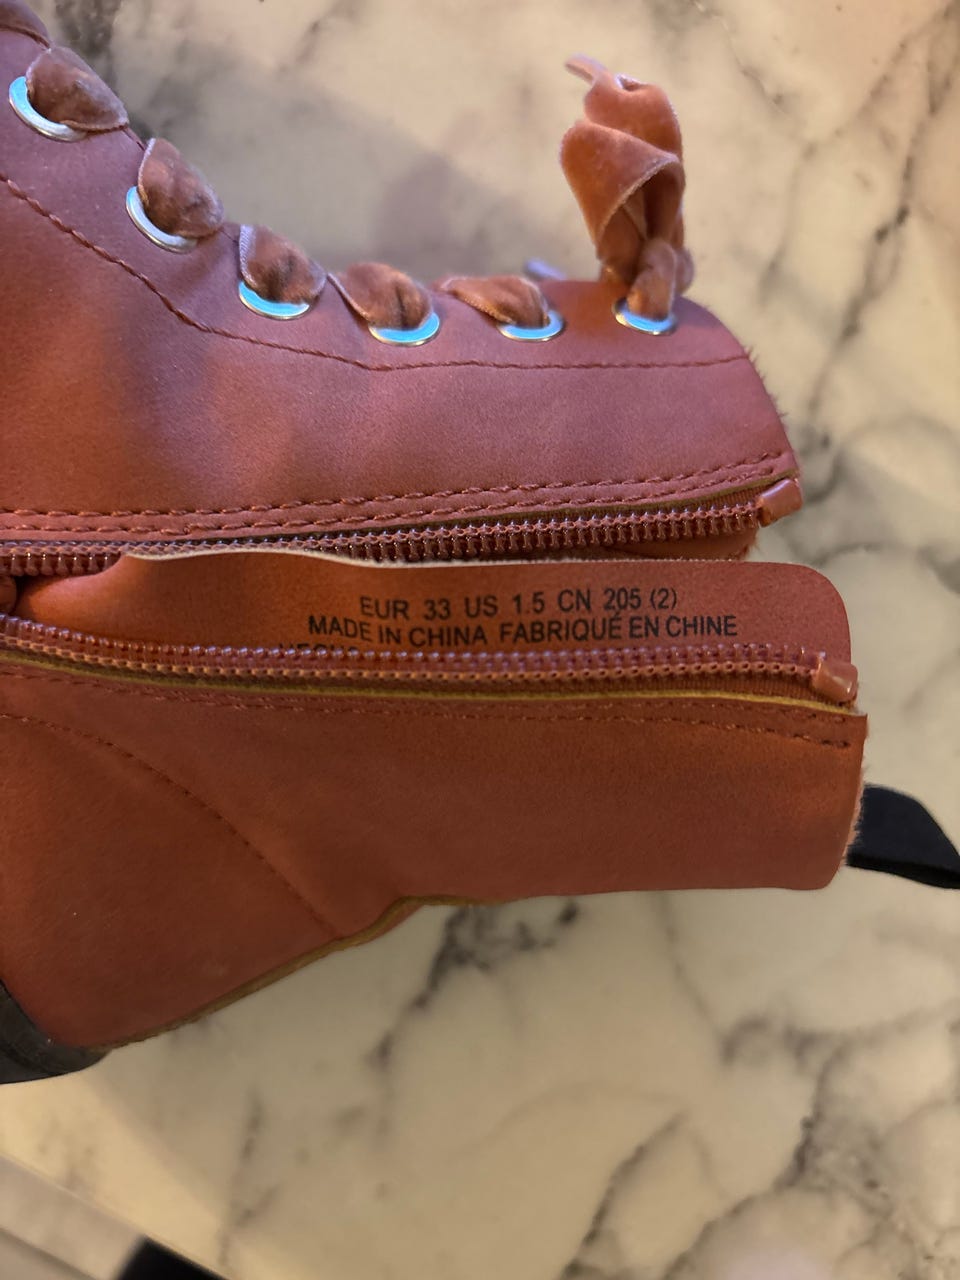 EUR 33 US 1.5 CN 205 (2)
MADE IN CHINA FABRIQUÉ EN CHINE